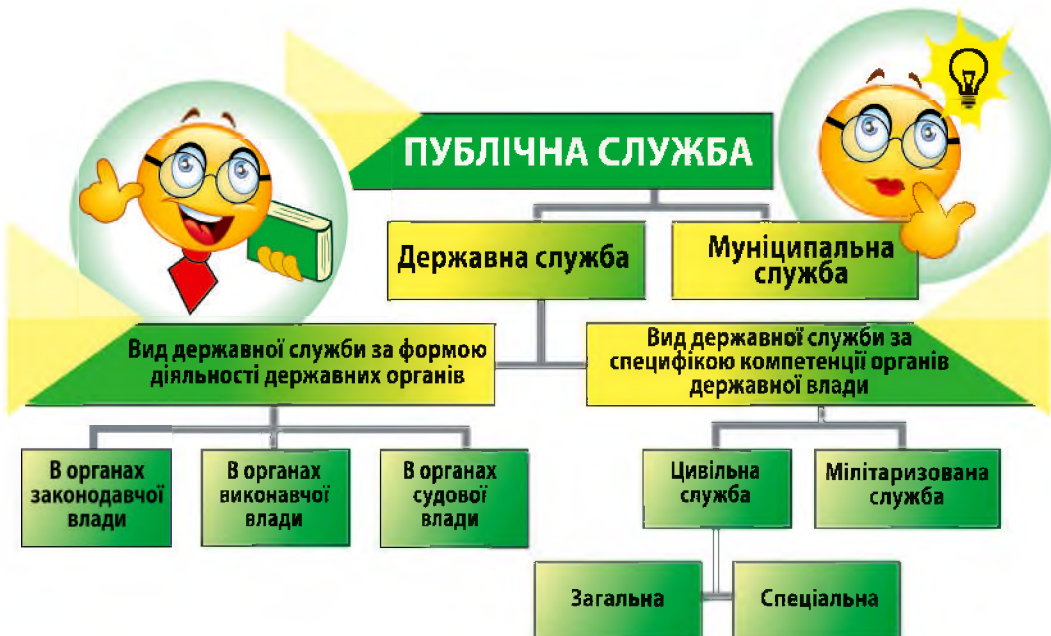 ПУБЛІЧНА СЛУЖБА
Державна служба
Муніципальна
служба
Вид державної служби за формою
діяльності державних органів
Вид державної служби за
специфікою компетенції органів
державної влади
В органах
законодавчої
влади
В органах
виконавчої
влади
В органах
судової
влади
Цивільна
служба
Мілітаризована
служба
Загальна
Спеціальна